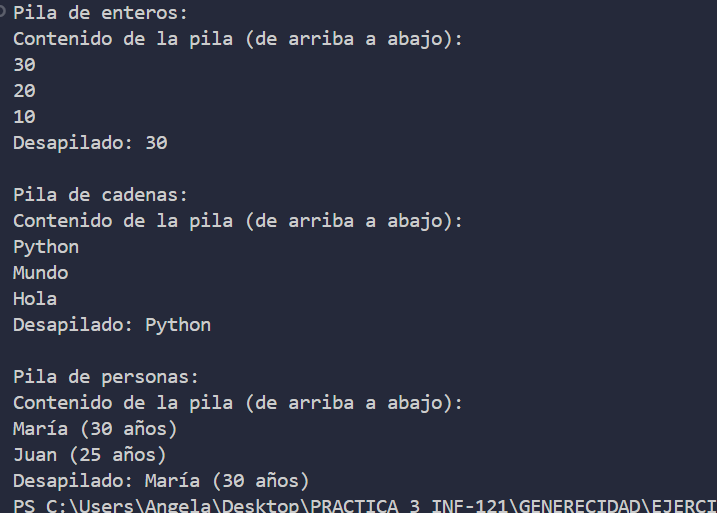 Pila de enteros:
Contenido de la pila (de arriba a abajo):
30
20
10
Desapilado: 30
Pila de cadenas:
Contenido de la pila (de arriba a abajo):
Python
Mundo
Hola
Desapilado: Python
Pila de personas:
Contenido de la pila (de arriba a abajo):
María (30 años)
Juan (25 años)
Desapilado: María (30 años)
PS C:\Users\Angela\Desktop\PRACTICA 3 INF-121\GENERECIDAD\EJERCI